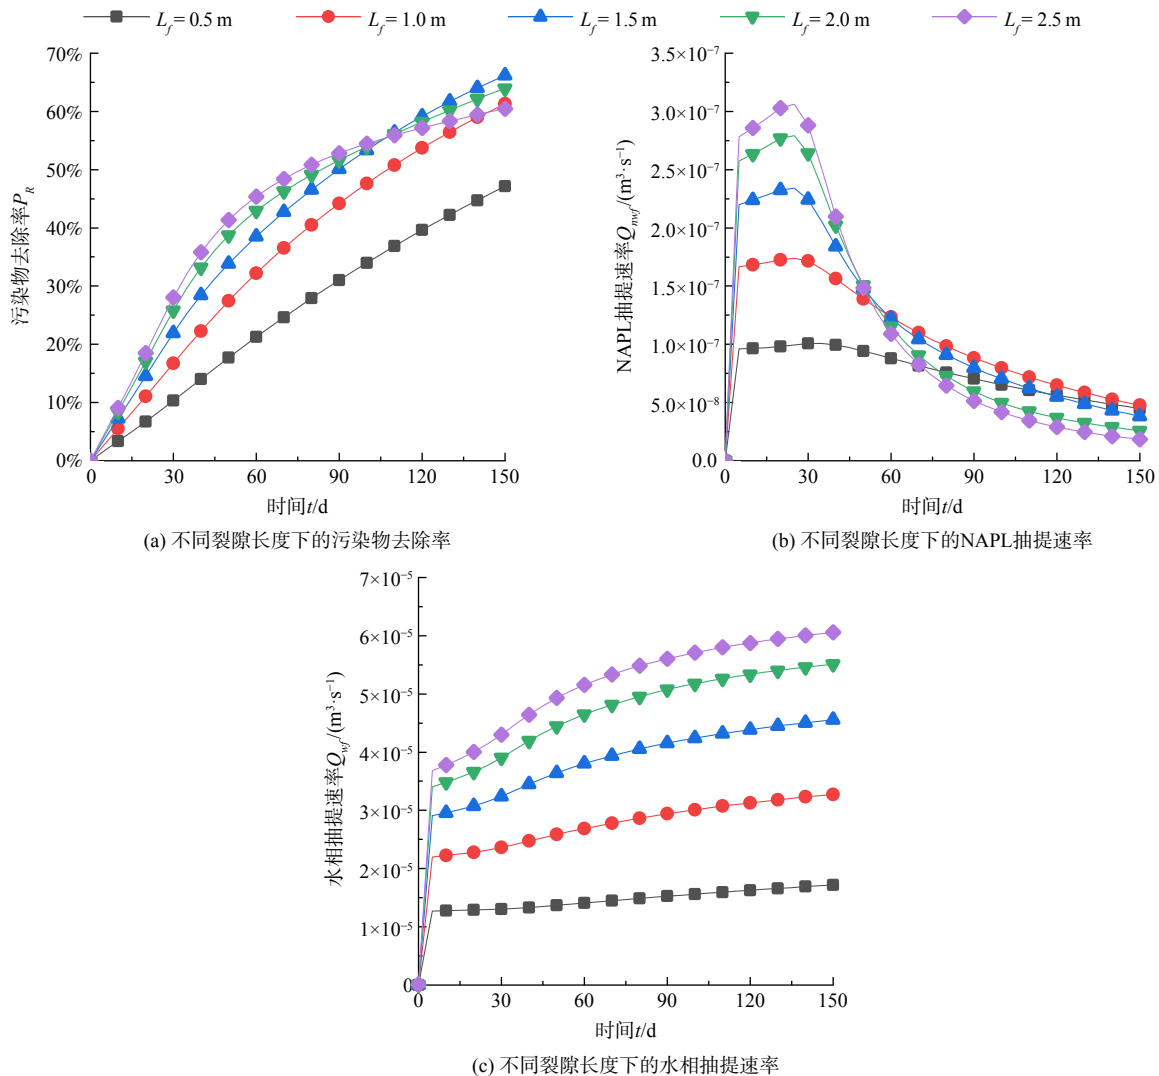 L_f = 0.5 m L_f = 1.0 m L_f = 1.5 m L_f = 2.0 m L_f = 2.5 m
70%
60%
50%
40%
30%
20%
10%
0%
污染物去除率P_R
0 30 60 90 120 150
时间t/d
(a) 不同裂隙长度下的污染物去除率
3.5×10⁻⁷
3.0×10⁻⁷
2.5×10⁻⁷
2.0×10⁻⁷
1.5×10⁻⁷
1.0×10⁻⁷
5.0×10⁻⁸
0.0
NAPL抽提速率Q_nwf/(m³·s⁻¹)
0 30 60 90 120 150
时间t/d
(b) 不同裂隙长度下的NAPL抽提速率
7×10⁻⁵
6×10⁻⁵
5×10⁻⁵
4×10⁻⁵
3×10⁻⁵
2×10⁻⁵
1×10⁻⁵
0
水相抽提速率Q_wf/(m³·s⁻¹)
0 30 60 90 120 150
时间t/d
(c) 不同裂隙长度下的水相抽提速率